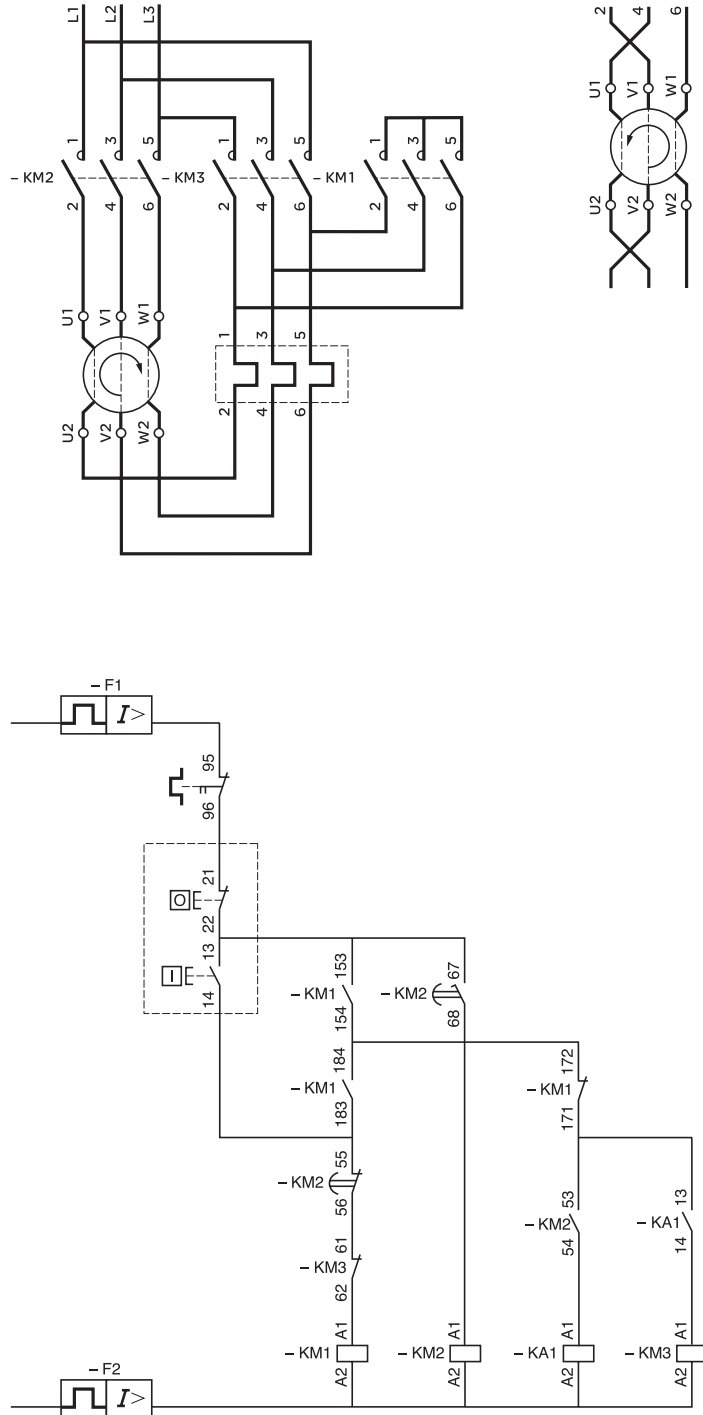 L1 L2 L3
2 4 6
U1 V1 W1
U2 V2 W2
1 3 5 1 3 5 1 3 5
– KM2 – KM3 – KM1
2 4 6 2 4 6 2 4 6
U1 V1 W1
1 3 5
2 4 6
U2 V2 W2
– F1
I >
95
96
21
O
22
13
I
14
153
– KM1
154
67
– KM2
68
184
– KM1
183
172
– KM1
171
55
– KM2
56
61
– KM3
62
53
– KM2
54
13
– KA1
14
A1 A1 A1 A1
– KM1 – KM2 – KA1 – KM3
A2 A2 A2 A2
– F2
I >